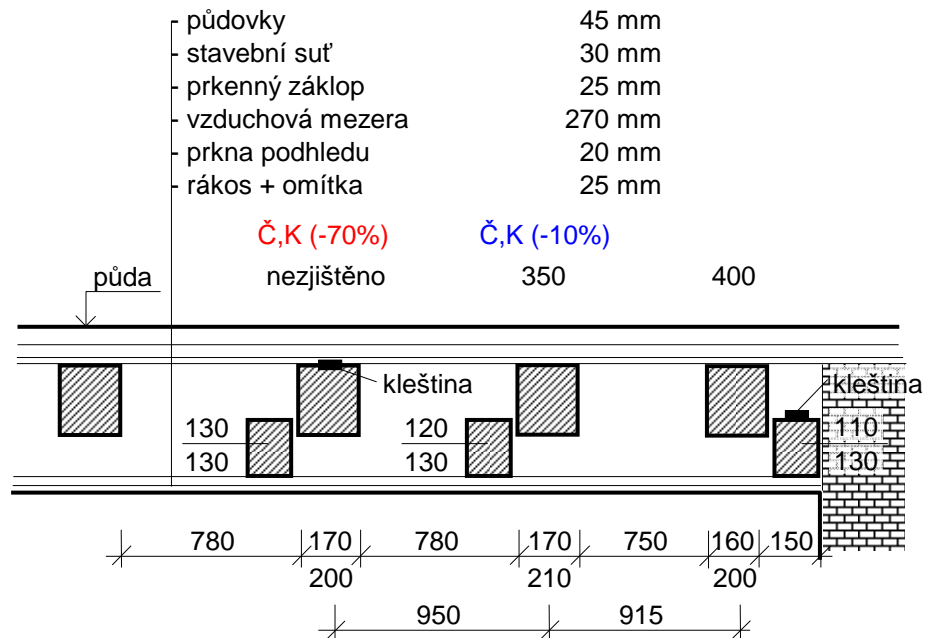 půdovky 45 mm
stavební suť 30 mm
prkenný záklop 25 mm
vzduchová mezera 270 mm
prkna podhledu 20 mm
rákos + omítka 25 mm
Č,K (-70%) Č,K (-10%)
půda nezjištěno 350 400
kleština kleština
130 120 110
130 130 130
780 170 780 170 750 160 150
200 210 200
950 915